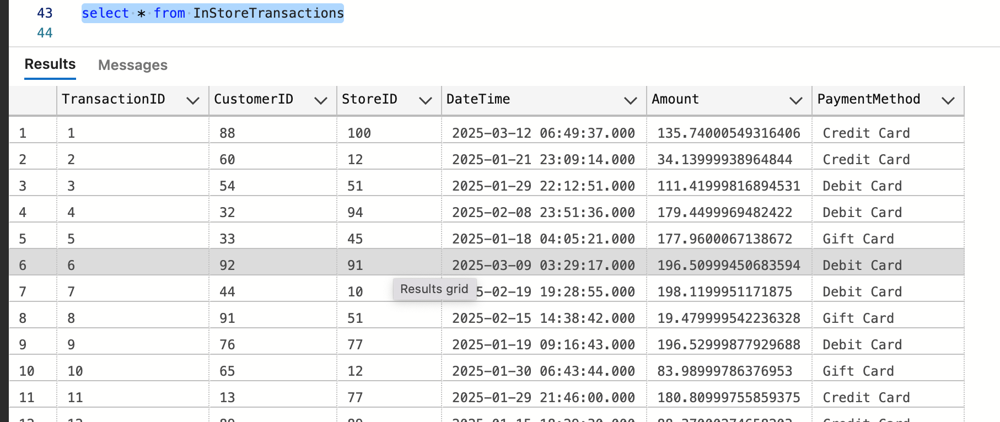 43 select * from InStoreTransactions
44
Results Messages
TransactionID CustomerID StoreID DateTime Amount PaymentMethod
1 1 88 100 2025-03-12 06:49:37.000 135.74000549316406 Credit Card
2 2 60 12 2025-01-21 23:09:14.000 34.13999938964844 Credit Card
3 3 54 51 2025-01-29 22:12:51.000 111.41999816894531 Debit Card
4 4 32 94 2025-02-08 23:51:36.000 179.4499969482422 Debit Card
5 5 33 45 2025-01-18 04:05:21.000 177.9600067138672 Gift Card
6 6 92 91 2025-03-09 03:29:17.000 196.50999450683594 Debit Card
7 7 44 10 Results grid 5-02-19 19:28:55.000 198.1199951171875 Debit Card
8 8 91 51 2025-02-15 14:38:42.000 19.479999542236328 Gift Card
9 9 76 77 2025-01-19 09:16:43.000 196.52999877929688 Debit Card
10 10 65 12 2025-01-30 06:43:44.000 83.98999786376953 Gift Card
11 11 13 77 2025-01-29 21:46:00.000 180.80999755859375 Credit Card